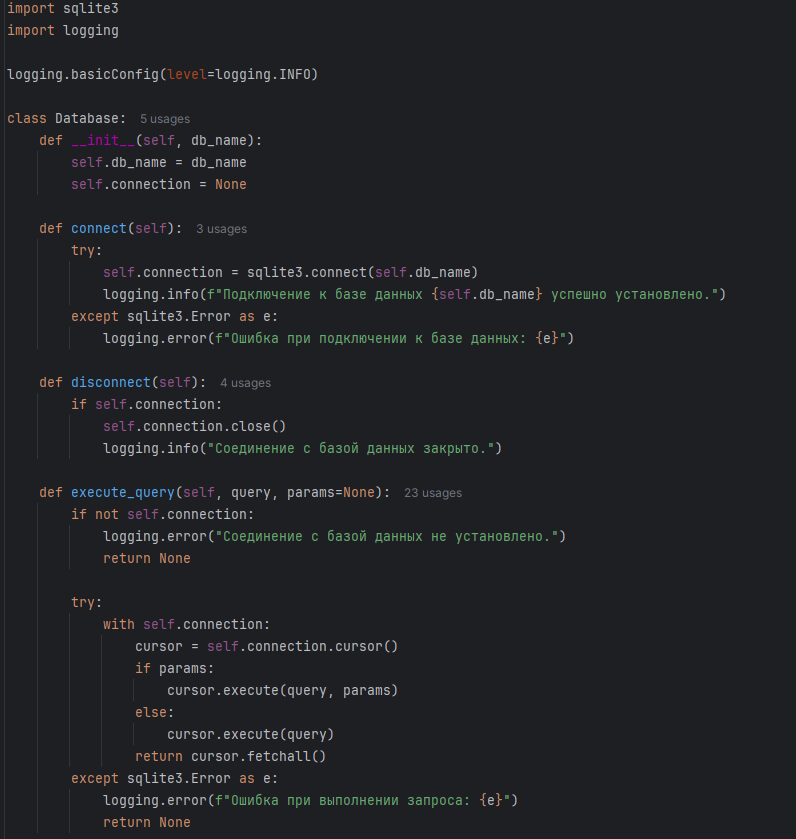 import sqlite3
import logging
logging.basicConfig(level=logging.INFO)
class Database:  5 usages
    def __init__(self, db_name):
        self.db_name = db_name
        self.connection = None
    def connect(self):  3 usages
        try:
            self.connection = sqlite3.connect(self.db_name)
            logging.info(f"Подключение к базе данных {self.db_name} успешно установлено.")
        except sqlite3.Error as e:
            logging.error(f"Ошибка при подключении к базе данных: {e}")
    def disconnect(self):  4 usages
        if self.connection:
            self.connection.close()
            logging.info("Соединение с базой данных закрыто.")
    def execute_query(self, query, params=None):  23 usages
        if not self.connection:
            logging.error("Соединение с базой данных не установлено.")
            return None
        try:
            with self.connection:
                cursor = self.connection.cursor()
                if params:
                    cursor.execute(query, params)
                else:
                    cursor.execute(query)
                return cursor.fetchall()
        except sqlite3.Error as e:
            logging.error(f"Ошибка при выполнении запроса: {e}")
            return None